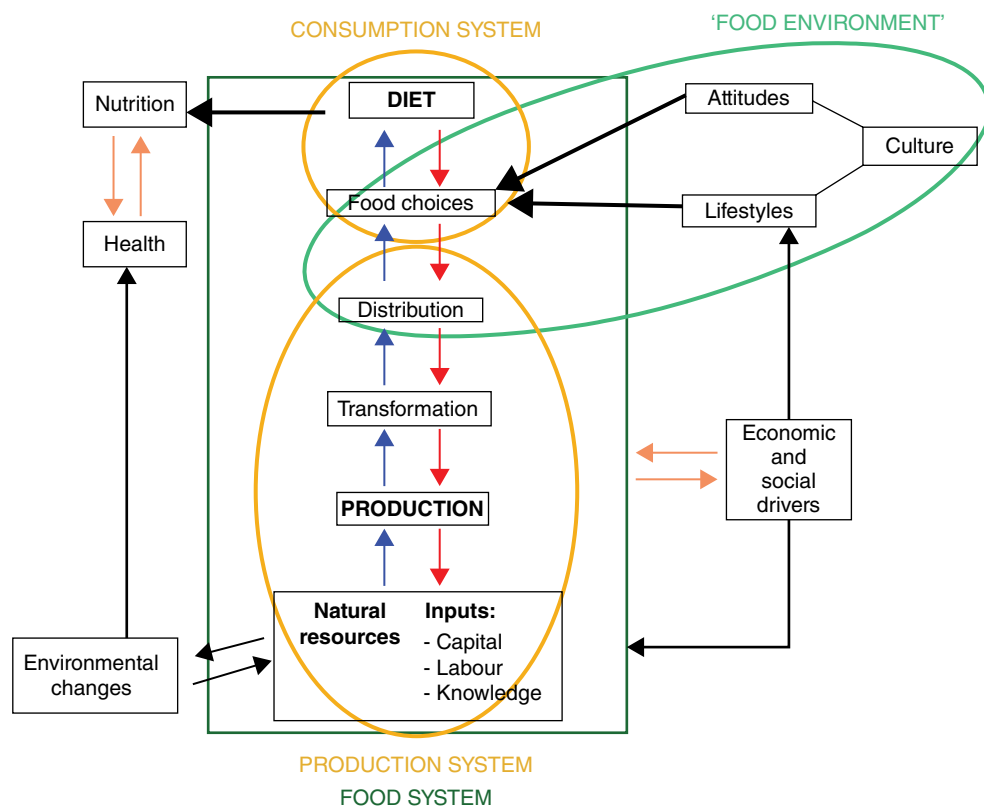 CONSUMPTION SYSTEM
'FOOD ENVIRONMENT'
Nutrition
DIET
Attitudes
Culture
Food choices
Lifestyles
Health
Distribution
Transformation
Economic
and
social
drivers
PRODUCTION
Natural
resources
Inputs:
- Capital
- Labour
- Knowledge
Environmental
changes
PRODUCTION SYSTEM
FOOD SYSTEM